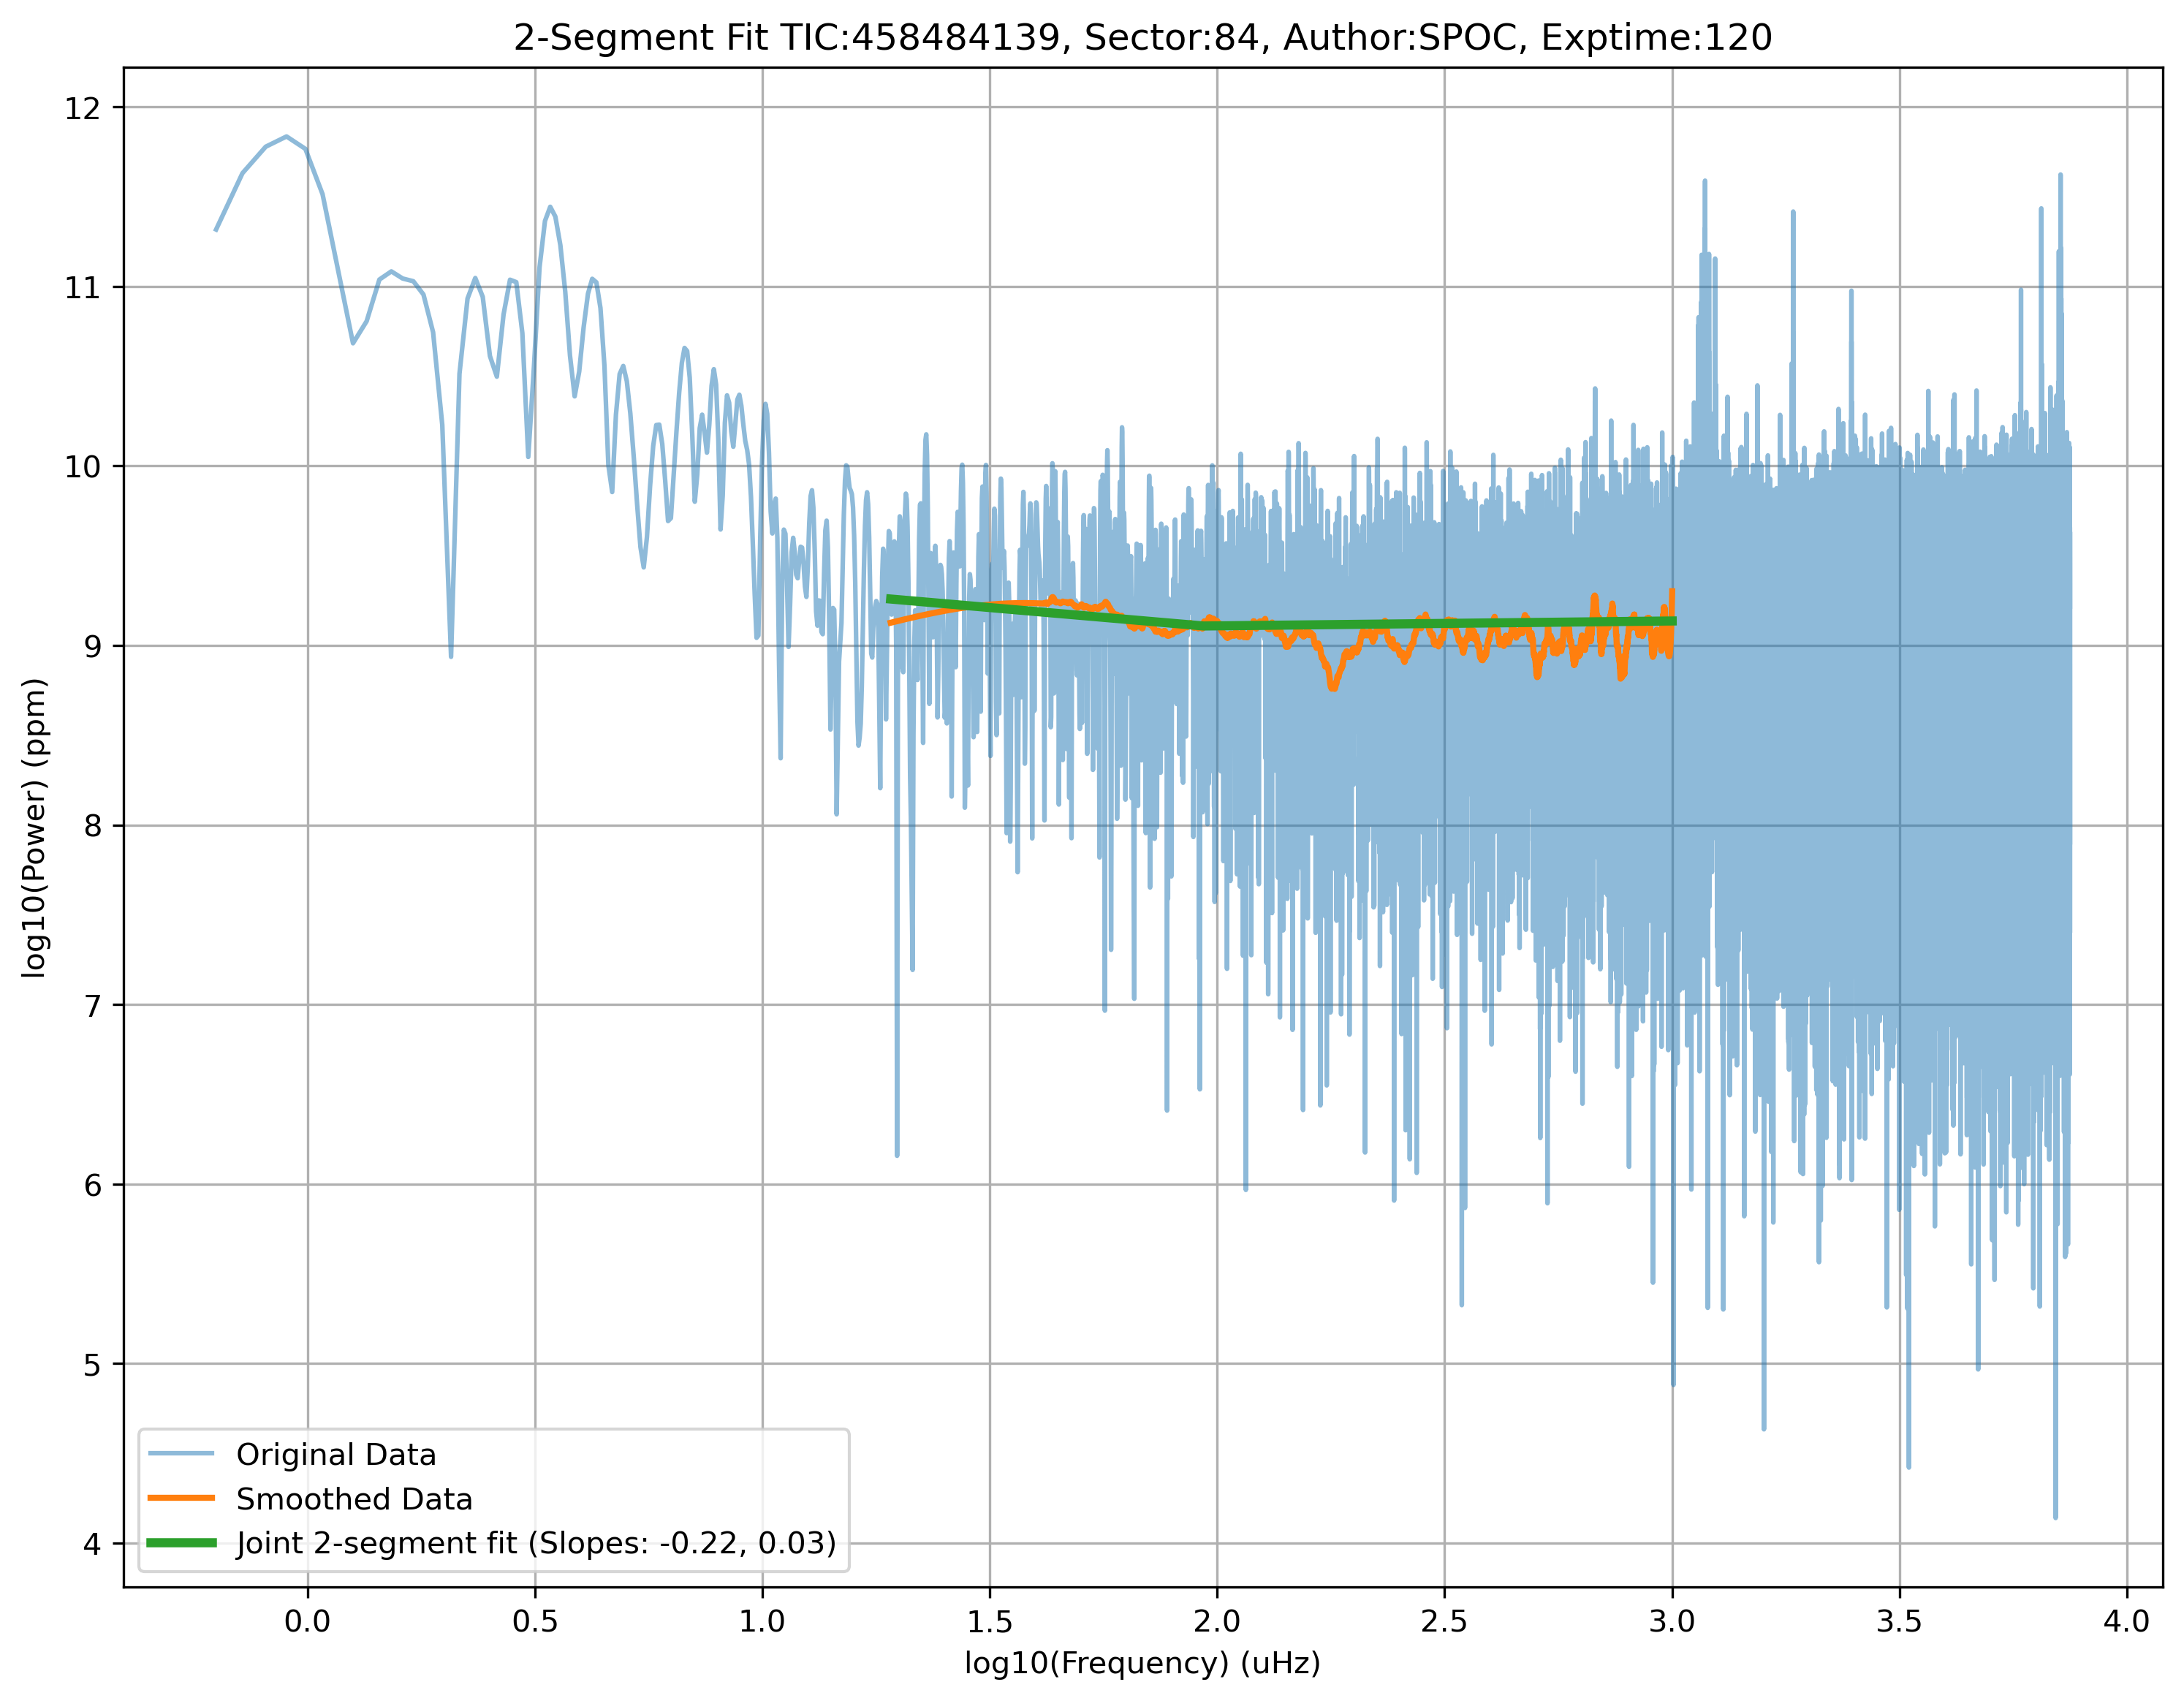 2-Segment Fit TIC:458484139, Sector:84, Author:SPOC, Exptime:120
12
11
10
9
8
7
6
5
4
log10(Power) (ppm)
Original Data
Smoothed Data
Joint 2-segment fit (Slopes: -0.22, 0.03)
0.0 0.5 1.0 1.5 2.0 2.5 3.0 3.5 4.0
log10(Frequency) (uHz)